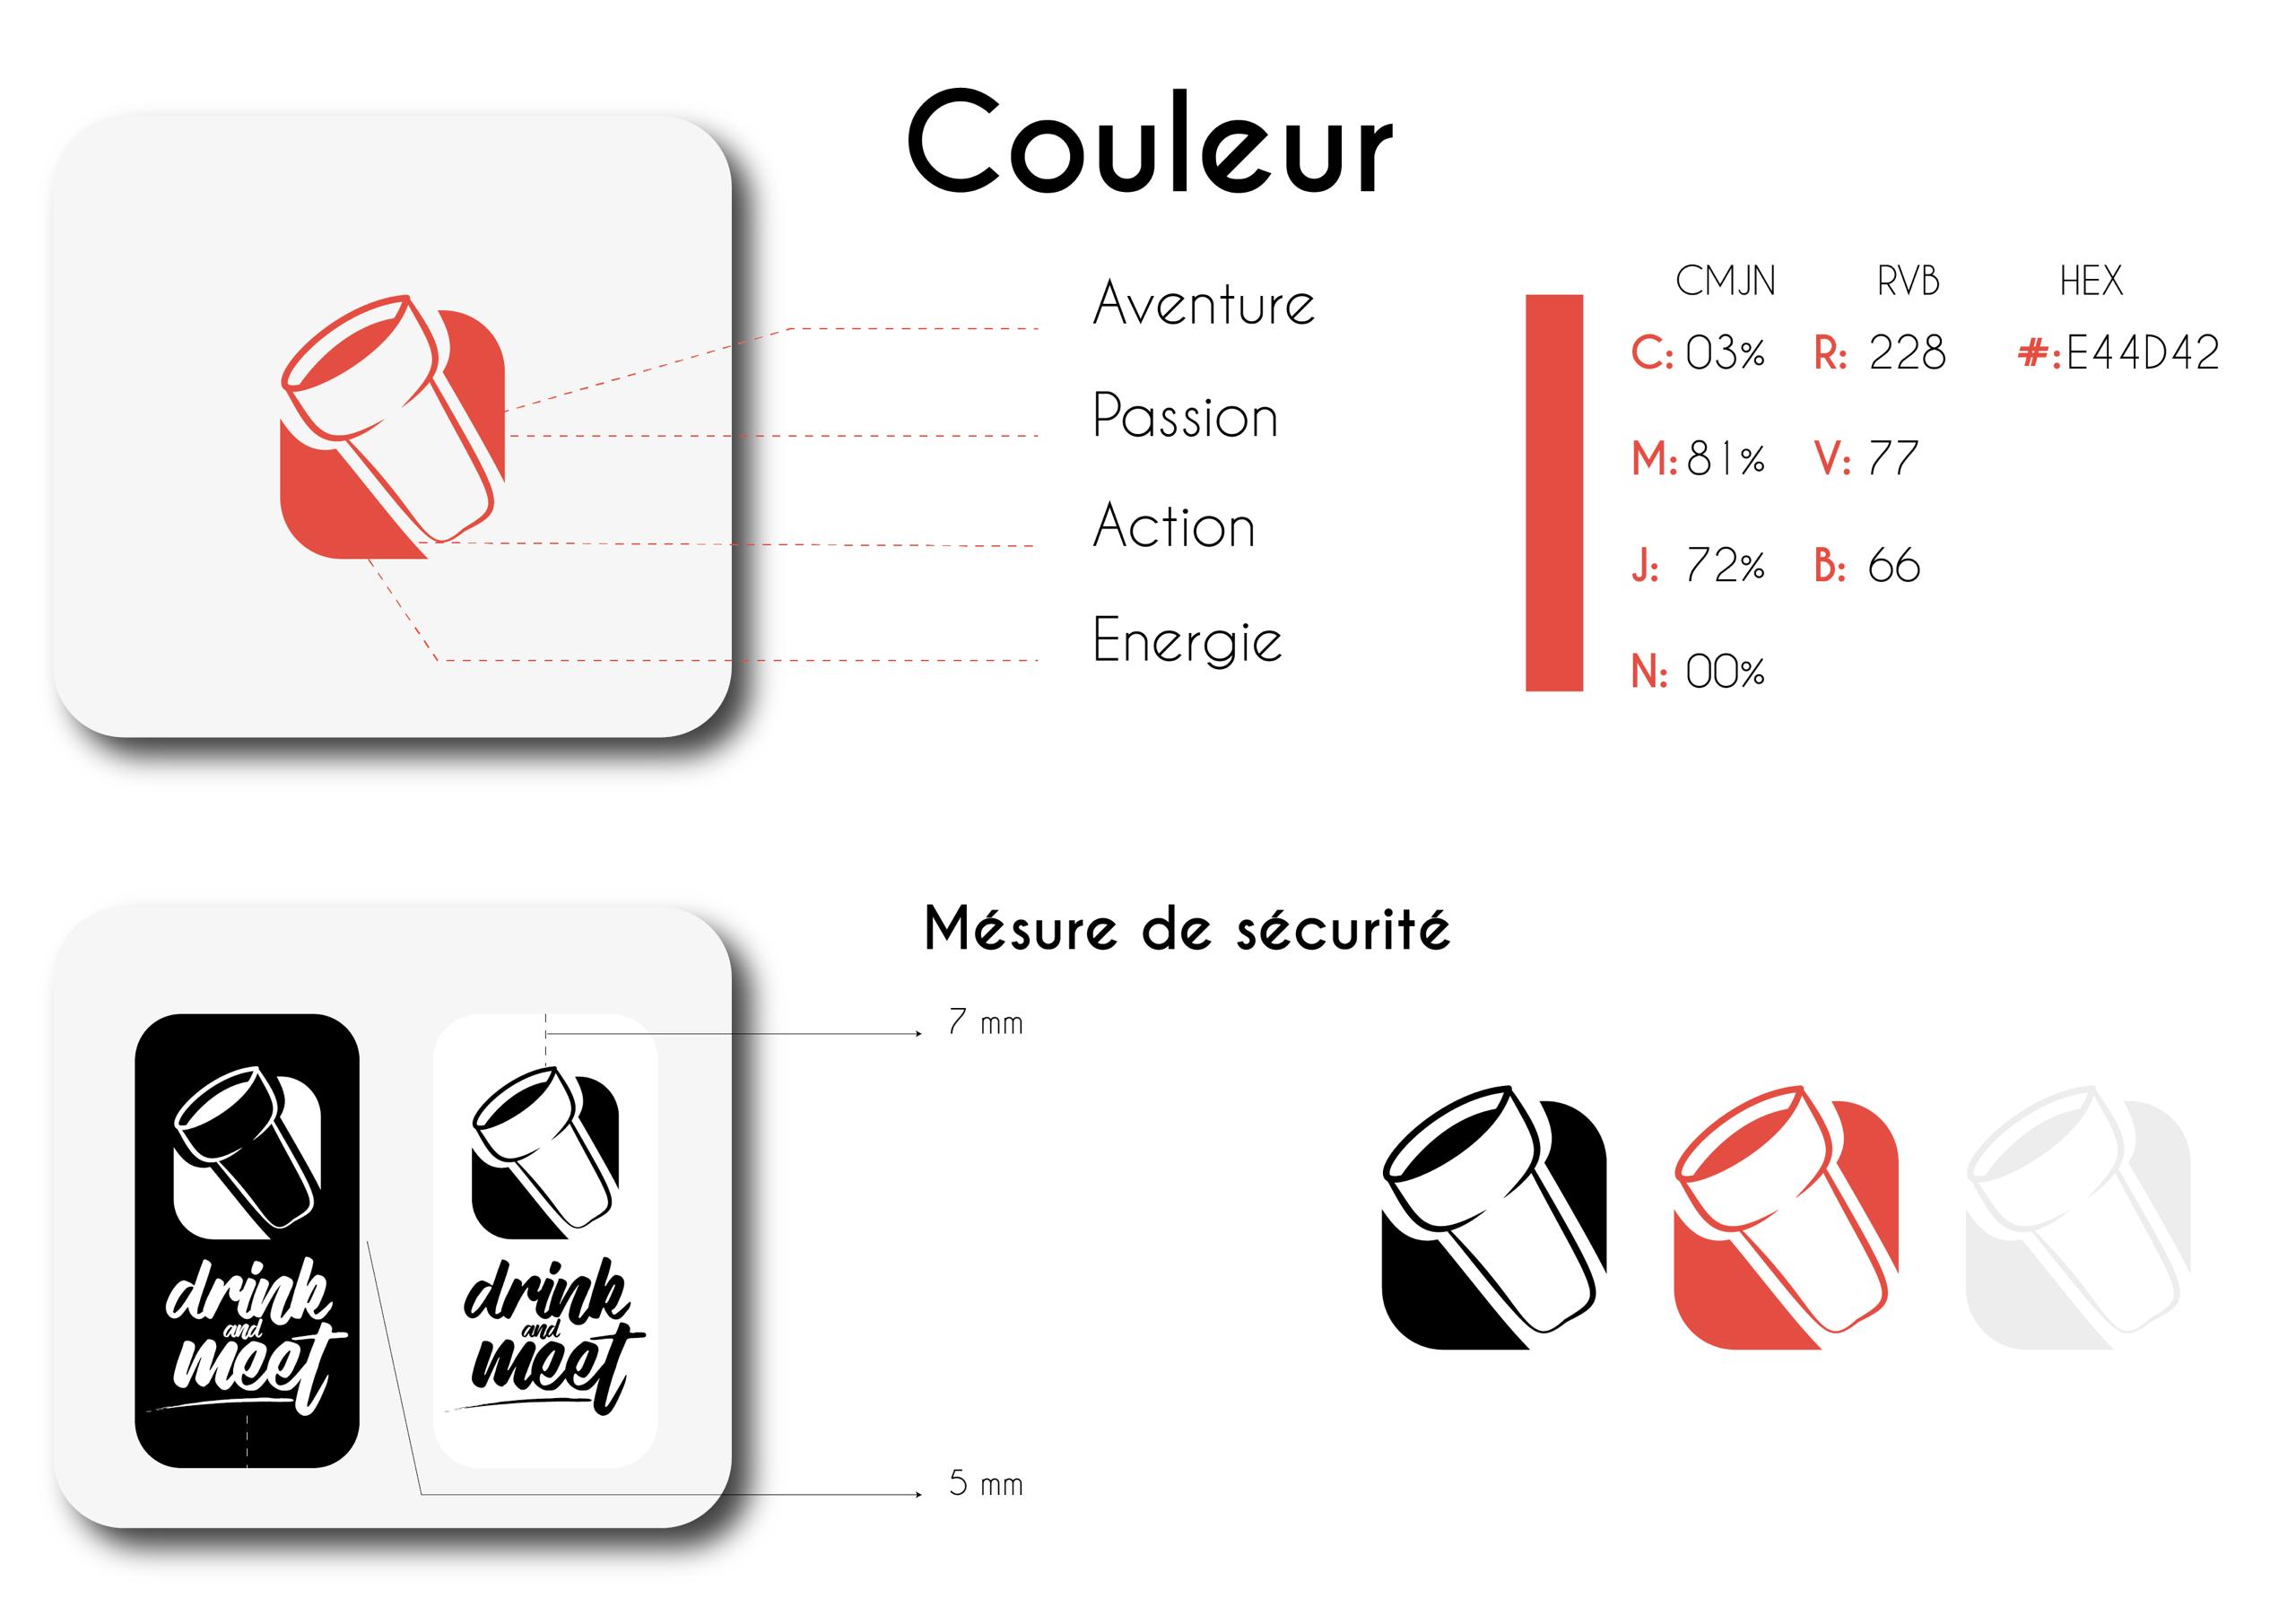 Couleur
Aventure
Passion
Action
Energie
CMJN RVB HEX
C: 03% R: 228 #:E44D42
M: 81% V: 77
J: 72% B: 66
N: 00%
Mésure de sécurité
7 mm
drink
and
meet
drink
and
meet
5 mm